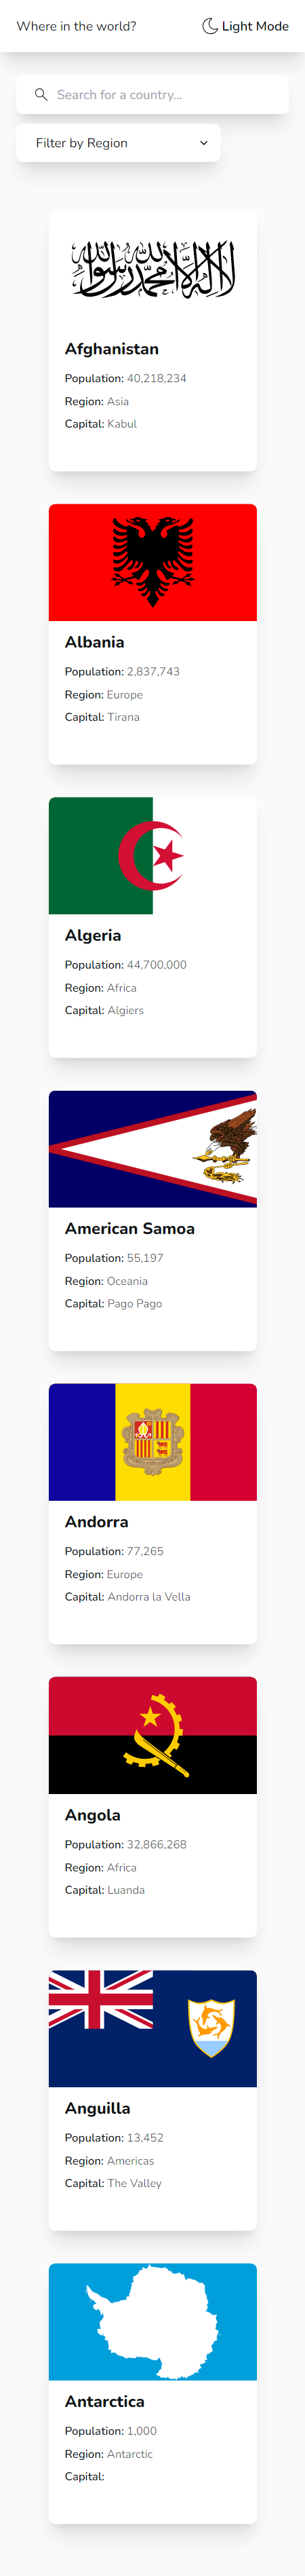 Where in the world?
Light Mode
Search for a country...
Filter by Region
لا إله إلا الله محمد رسول الله
Afghanistan
Population: 40,218,234
Region: Asia
Capital: Kabul
Albania
Population: 2,837,743
Region: Europe
Capital: Tirana
Algeria
Population: 44,700,000
Region: Africa
Capital: Algiers
American Samoa
Population: 55,197
Region: Oceania
Capital: Pago Pago
Andorra
Population: 77,265
Region: Europe
Capital: Andorra la Vella
Angola
Population: 32,866,268
Region: Africa
Capital: Luanda
Anguilla
Population: 13,452
Region: Americas
Capital: The Valley
Antarctica
Population: 1,000
Region: Antarctic
Capital: